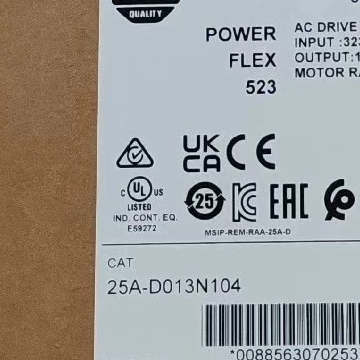 QUALITY
POWER
FLEX
523
AC DRIVE
INPUT :32
OUTPUT:1
MOTOR RA
UK
CA CE
C UL US
LISTED
IND. CONT. EQ.
E59272
25
EAC
MSIP-REM-RAA-25A-D
CAT
25A-D013N104
*0088563070253